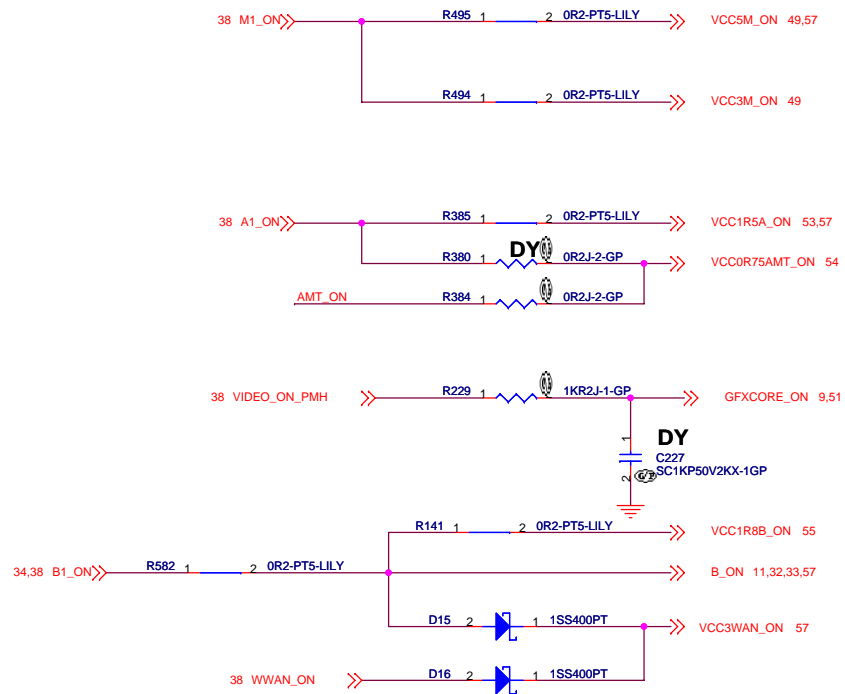 38 M1_ON R495 1 2 0R2-PT5-LILY VCC5M_ON 49,57
R494 1 2 0R2-PT5-LILY VCC3M_ON 49
38 A1_ON R385 1 2 0R2-PT5-LILY VCC1R5A_ON 53,57
R380 1 DY 2 0R2J-2-GP VCC0R75AMT_ON 54
AMT_ON R384 1 2 0R2J-2-GP
38 VIDEO_ON_PMH R229 1 2 1KR2J-1-GP GFXCORE_ON 9,51
1 DY
C227
2 SC1KP50V2KX-1GP
R141 1 2 0R2-PT5-LILY VCC1R8B_ON 55
34,38 B1_ON R582 1 2 0R2-PT5-LILY B_ON 11,32,33,57
D15 2 1 1SS400PT VCC3WAN_ON 57
38 WWAN_ON D16 2 1 1SS400PT